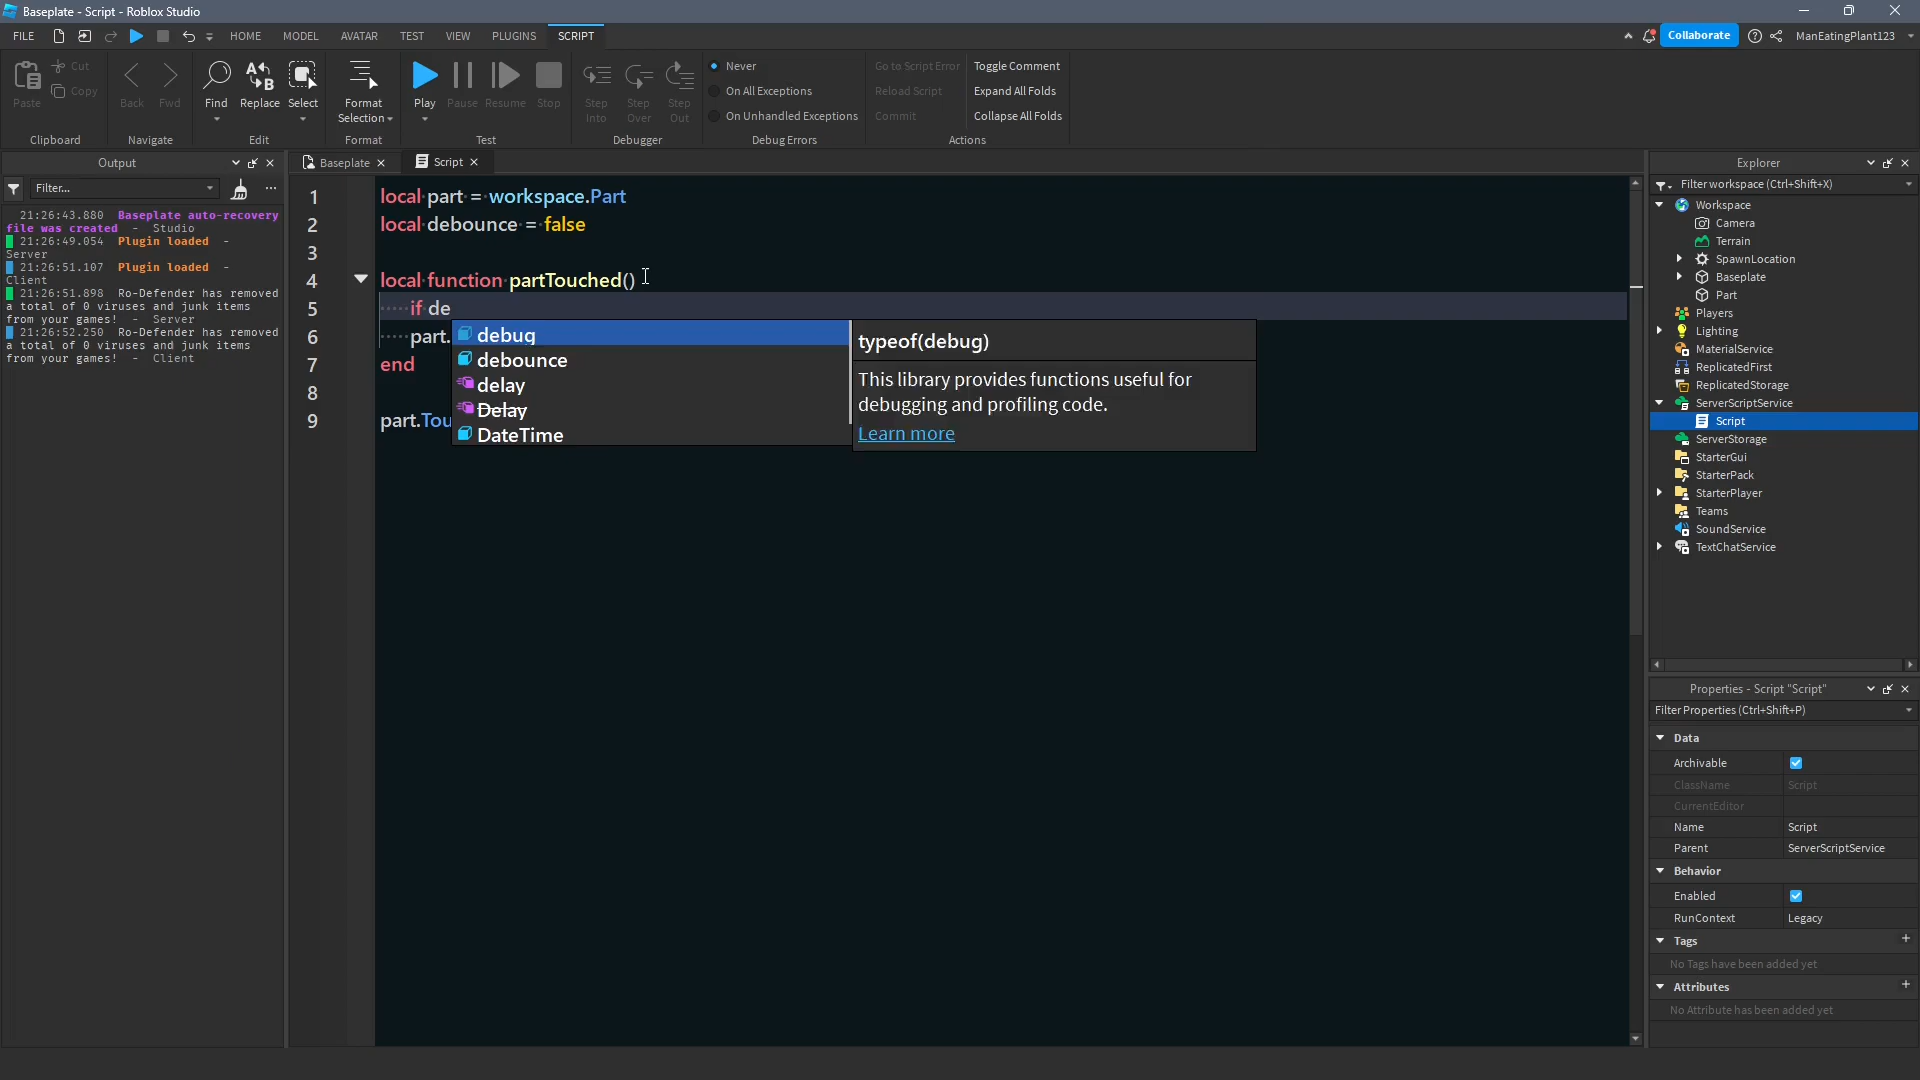 Baseplate - Script - Roblox Studio
FILE HOME MODEL AVATAR TEST VIEW PLUGINS SCRIPT Collaborate ManEatingPlant123
Paste Cut Copy Back Fwd Find Replace Select Format Selection Play Pause Resume Stop Step Into Step Over Step Out
Never
On All Exceptions
On Unhandled Exceptions
Go to Script Error
Reload Script
Commit
Toggle Comment
Expand All Folds
Collapse All Folds
Clipboard Navigate Edit Format Test Debugger Debug Errors Actions
Output
Filter...
21:26:43.880 Baseplate auto-recovery
file was created - Studio
21:26:49.054 Plugin loaded -
Server
21:26:51.107 Plugin loaded -
Client
21:26:51.898 Ro-Defender has removed
a total of 0 viruses and junk items
from your games! - Server
21:26:52.250 Ro-Defender has removed
a total of 0 viruses and junk items
from your games! - Client
Baseplate Script
1 local part = workspace.Part
2 local debounce = false
3
4 local function partTouched()
5 if de
6 part.
7 end
8
9 part.Tou
debug
debounce
delay
Delay
DateTime
typeof(debug)
This library provides functions useful for
debugging and profiling code.
Learn more
Explorer
Filter workspace (Ctrl+Shift+X)
Workspace
Camera
Terrain
SpawnLocation
Baseplate
Part
Players
Lighting
MaterialService
ReplicatedFirst
ReplicatedStorage
ServerScriptService
Script
ServerStorage
StarterGui
StarterPack
StarterPlayer
Teams
SoundService
TextChatService
Properties - Script "Script"
Filter Properties (Ctrl+Shift+P)
Data
Archivable
ClassName Script
CurrentEditor
Name Script
Parent ServerScriptService
Behavior
Enabled
RunContext Legacy
Tags +
No Tags have been added yet
Attributes +
No Attribute has been added yet